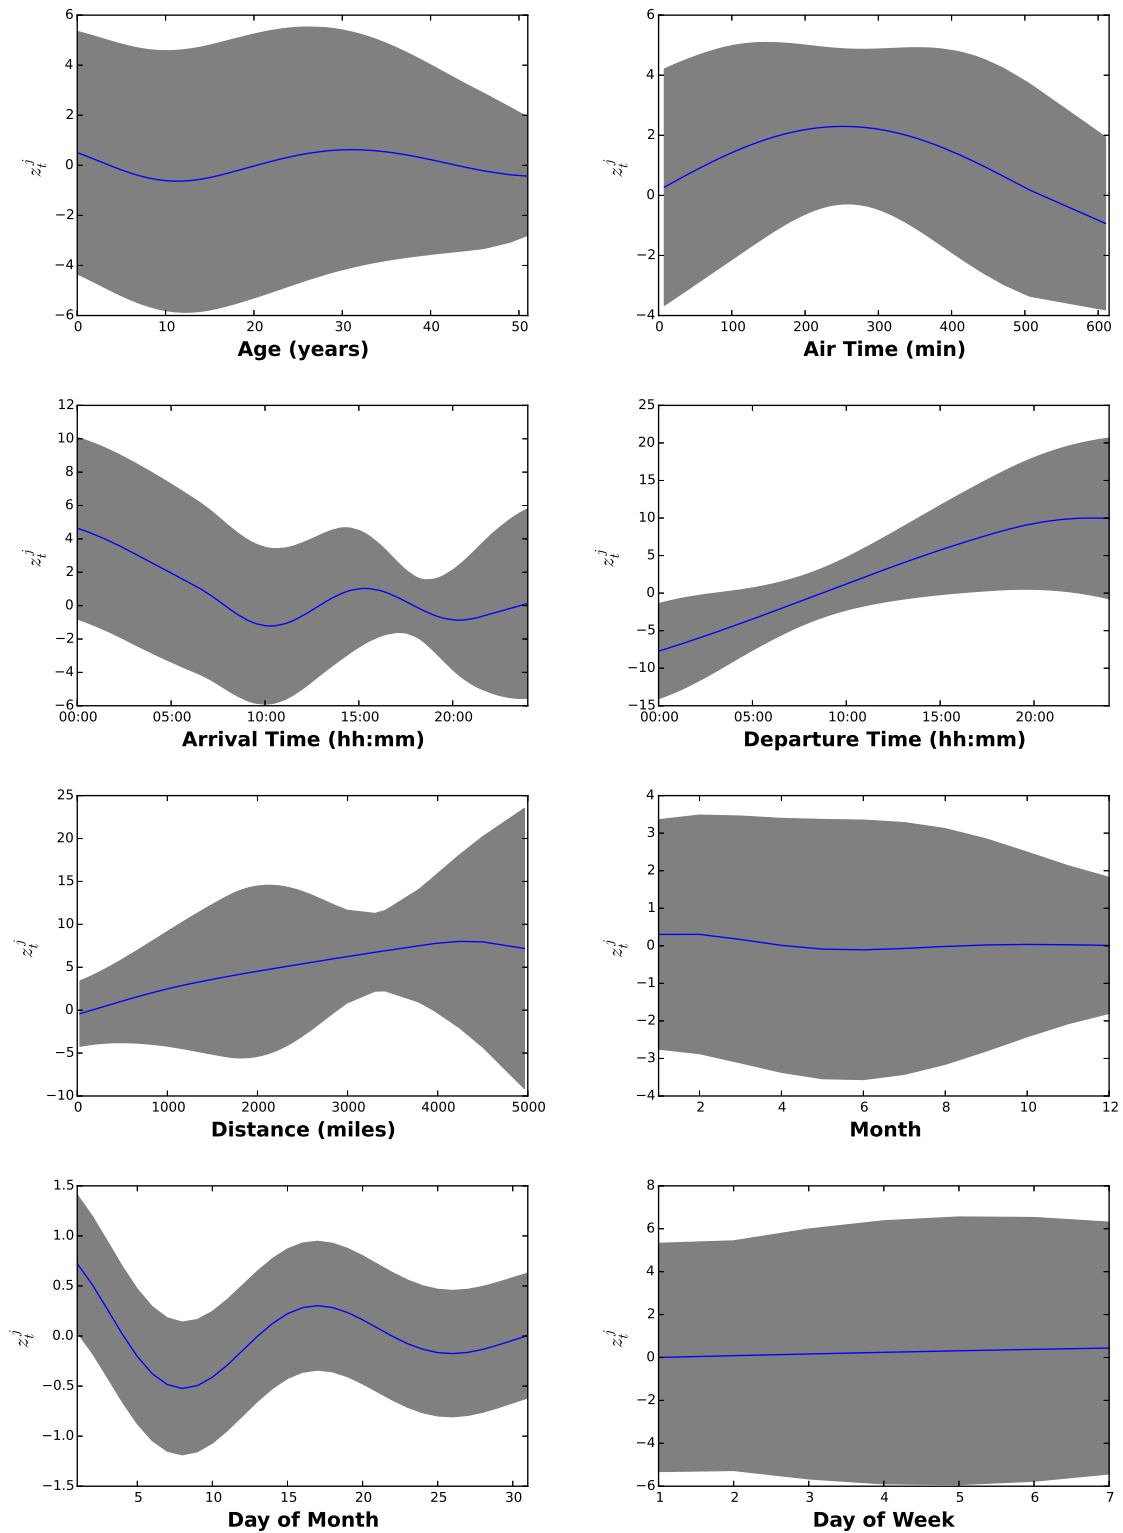 6
4
2
0
−2
−4
−6
z_t^j
0 10 20 30 40 50
Age (years)
6
4
2
0
−2
−4
z_t^j
0 100 200 300 400 500 600
Air Time (min)
12
10
8
6
4
2
0
−2
−4
−6
z_t^j
00:00 05:00 10:00 15:00 20:00
Arrival Time (hh:mm)
25
20
15
10
5
0
−5
−10
−15
z_t^j
00:00 05:00 10:00 15:00 20:00
Departure Time (hh:mm)
25
20
15
10
5
0
−5
−10
z_t^j
0 1000 2000 3000 4000 5000
Distance (miles)
4
3
2
1
0
−1
−2
−3
−4
z_t^j
2 4 6 8 10 12
Month
1.5
1.0
0.5
0.0
−0.5
−1.0
−1.5
z_t^j
5 10 15 20 25 30
Day of Month
8
6
4
2
0
−2
−4
−6
z_t^j
1 2 3 4 5 6 7
Day of Week